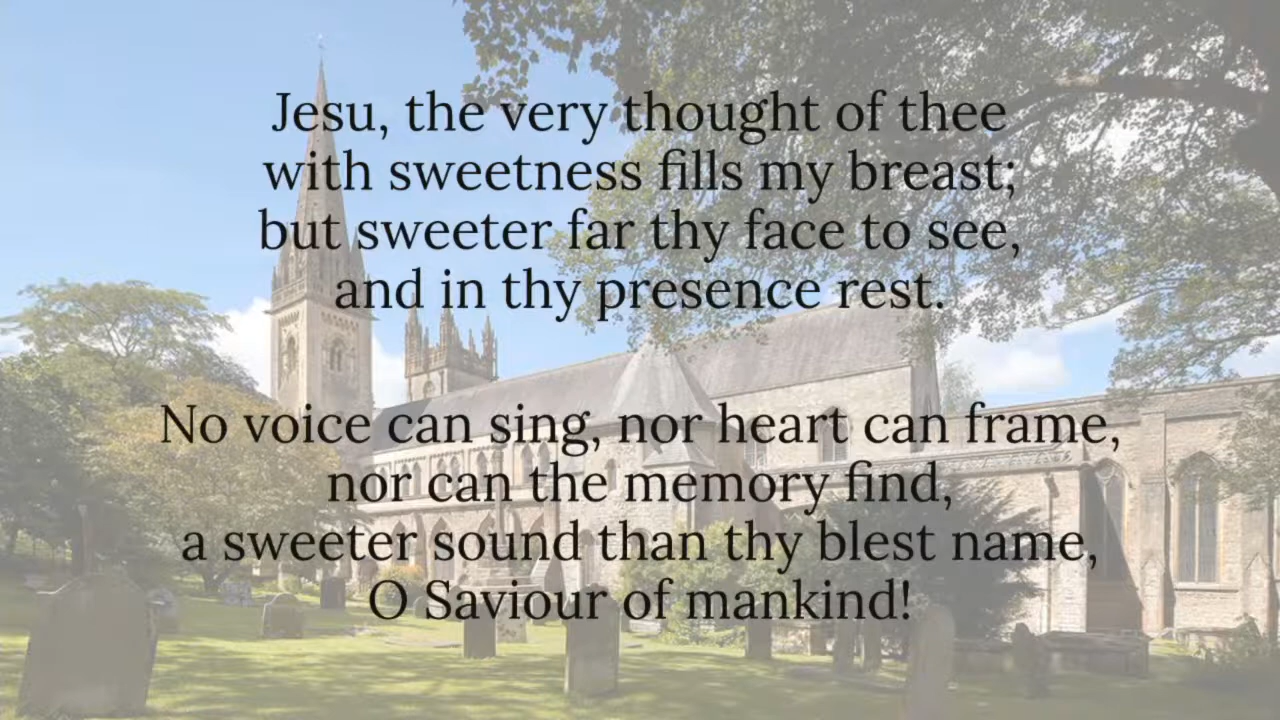 Jesu, the very thought of thee
with sweetness fills my breast;
but sweeter far thy face to see,
and in thy presence rest.
No voice can sing, nor heart can frame,
nor can the memory find,
a sweeter sound than thy blest name,
O Saviour of mankind!